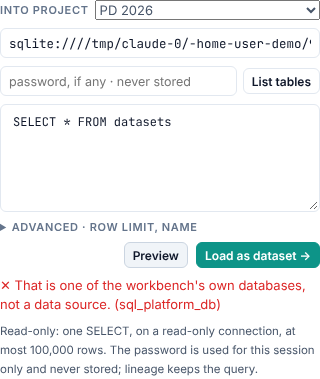 INTO PROJECT PD 2026
sqlite:////tmp/claude-0/-home-user-demo/
password, if any · never stored List tables
SELECT * FROM datasets
▶ ADVANCED · ROW LIMIT, NAME
Preview Load as dataset →
✕ That is one of the workbench's own databases,
not a data source. (sql_platform_db)
Read-only: one SELECT, on a read-only connection, at
most 100,000 rows. The password is used for this session
only and never stored; lineage keeps the query.